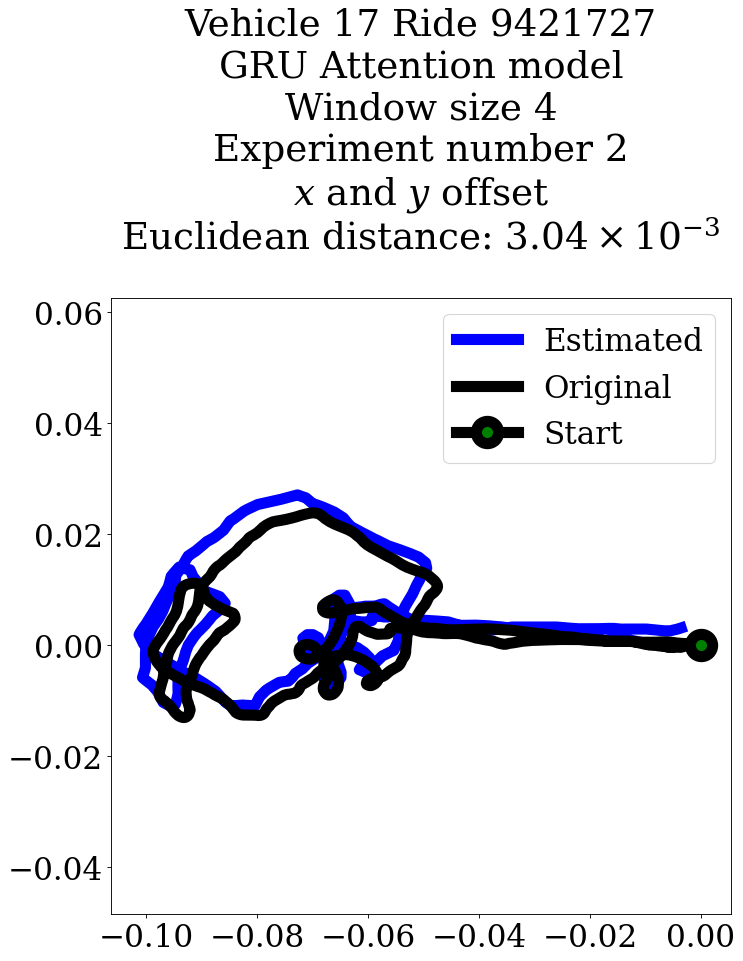 Vehicle 17 Ride 9421727
GRU Attention model
Window size 4
Experiment number 2
x and y offset
Euclidean distance: 3.04 × 10⁻³
Estimated
Original
Start
0.06
0.04
0.02
0.00
−0.02
−0.04
−0.10 −0.08 −0.06 −0.04 −0.02 0.00